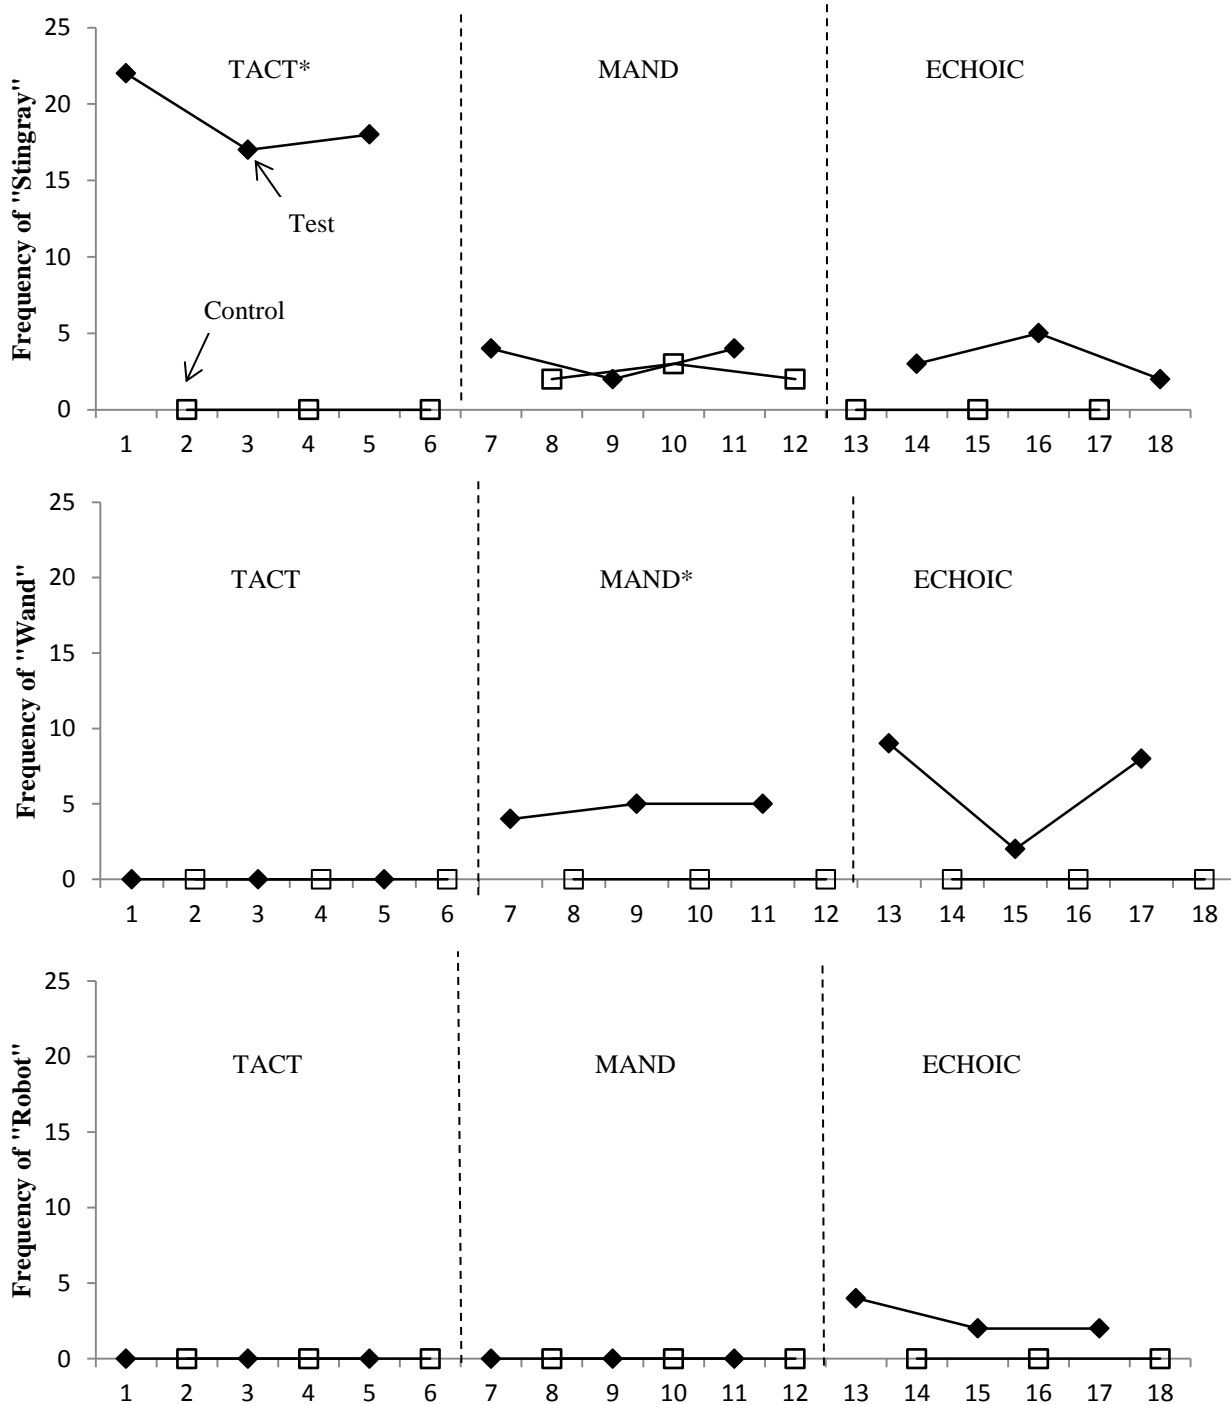 Frequency of "Stingray"
25
20
15
10
5
0
TACT*
MAND
ECHOIC
Test
Control
1 2 3 4 5 6 7 8 9 10 11 12 13 14 15 16 17 18
Frequency of "Wand"
25
20
15
10
5
0
TACT
MAND*
ECHOIC
1 2 3 4 5 6 7 8 9 10 11 12 13 14 15 16 17 18
Frequency of "Robot"
25
20
15
10
5
0
TACT
MAND
ECHOIC
1 2 3 4 5 6 7 8 9 10 11 12 13 14 15 16 17 18